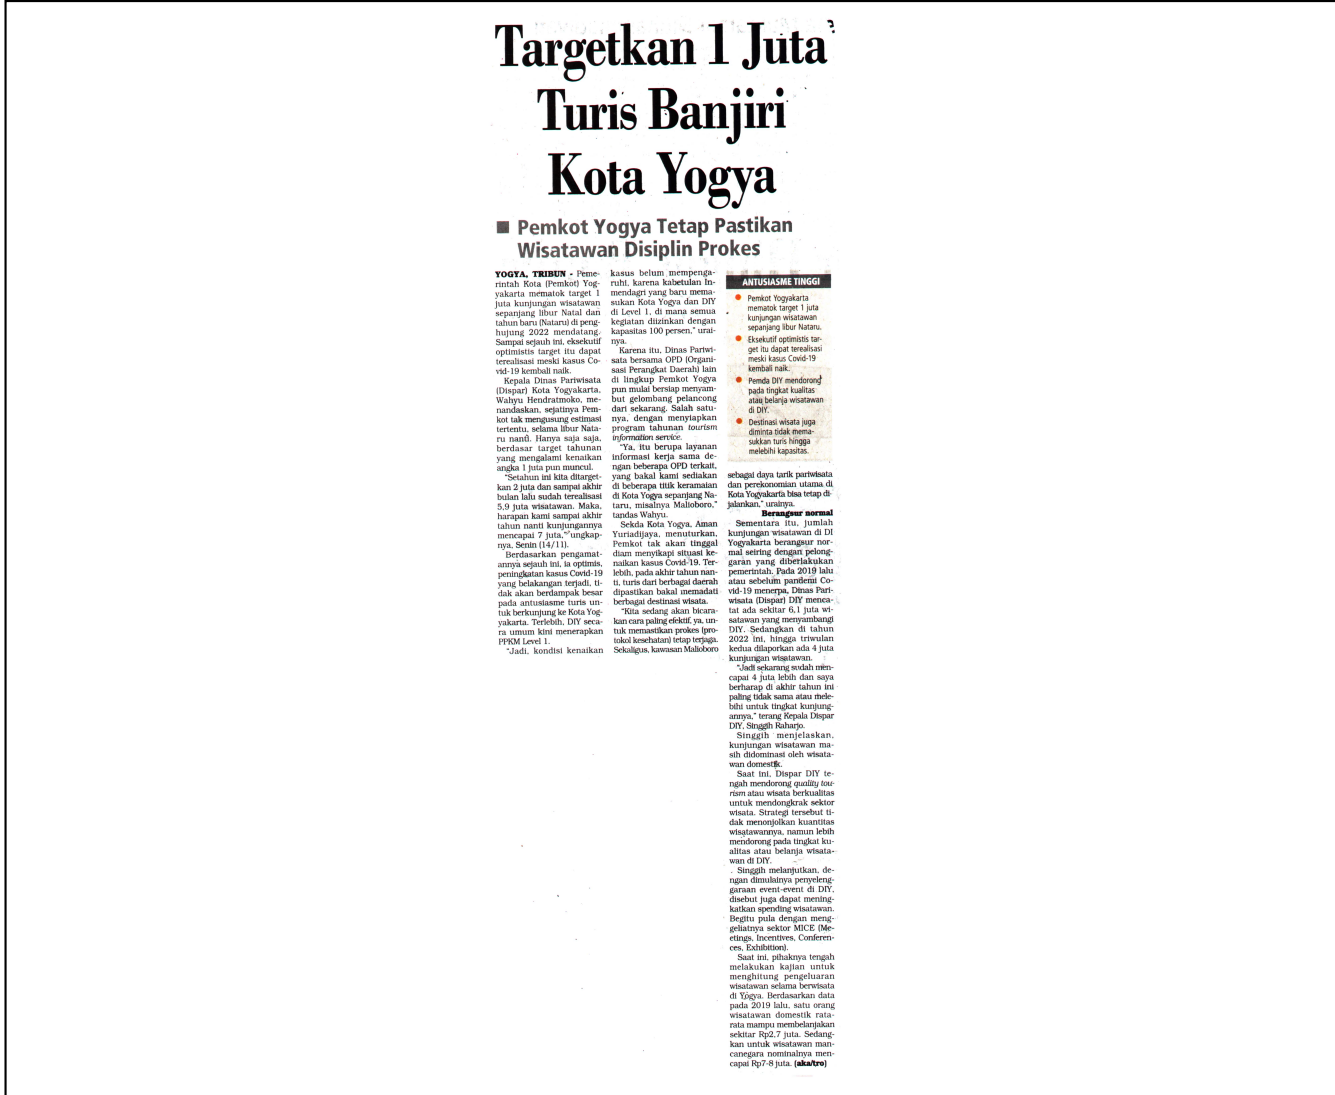 Targetkan 1 Juta
Turis Banjiri
Kota Yogya
■ Pemkot Yogya Tetap Pastikan
Wisatawan Disiplin Prokes
YOGYA, TRIBUN - Peme-
rintah Kota (Pemkot) Yog-
yakarta mematok target 1
juta kunjungan wisatawan
sepanjang libur Natal dan
tahun baru (Nataru) di peng-
hujung 2022 mendatang.
Sampai sejauh ini, eksekutif
optimistis target itu dapat
terealisasi meski kasus Co-
vid-19 kembali naik.
Kepala Dinas Pariwisata
(Dispar) Kota Yogyakarta,
Wahyu Hendratmoko, me-
nandaskan, sejatinya Pem-
kot tak mengusung estimasi
tertentu, selama libur Nata-
ru nanti. Hanya saja saja,
berdasar target tahunan
yang mengalami kenaikan
angka 1 juta pun muncul.
"Setahun ini kita ditarget-
kan 2 juta dan sampai akhir
bulan lalu sudah terealisasi
5,9 juta wisatawan. Maka,
harapan kami sampai akhir
tahun nanti kunjungannya
mencapai 7 juta," ungkap-
nya, Senin (14/11).
Berdasarkan pengamat-
annya sejauh ini, ia optimis,
peningkatan kasus Covid-19
yang belakangan terjadi, ti-
dak akan berdampak besar
pada antusiasme turis un-
tuk berkunjung ke Kota Yog-
yakarta. Terlebih, DIY seca-
ra umum kini menerapkan
PPKM Level 1.
"Jadi, kondisi kenaikan
kasus belum mempenga-
ruhi, karena kabetulan In-
mendagri yang baru mema-
sukan Kota Yogya dan DIY
di Level 1, di mana semua
kegiatan diizinkan dengan
kapasitas 100 persen," urai-
nya.
Karena itu, Dinas Pariwi-
sata bersama OPD (Organi-
sasi Perangkat Daerah) lain
di lingkup Pemkot Yogya
pun mulai bersiap menyam-
but gelombang pelancong
dari sekarang. Salah satu-
nya, dengan menyiapkan
program tahunan tourism
information service.
"Ya, itu berupa layanan
informasi kerja sama de-
ngan beberapa OPD terkait,
yang bakal kami sediakan
di beberapa titik keramaian
di Kota Yogya sepanjang Na-
taru, misalnya Malioboro,"
tandas Wahyu.
Sekda Kota Yogya, Aman
Yuriadijaya, menuturkan,
Pemkot tak akan tinggal
diam menyikapi situasi ke-
naikan kasus Covid-19. Ter-
lebih, pada akhir tahun nan-
ti, turis dari berbagai daerah
dipastikan bakal memadati
berbagai destinasi wisata.
"Kita sedang akan bicara-
kan cara paling efektif, ya, un-
tuk memastikan prokes (pro-
tokol kesehatan) tetap terjaga.
Sekaligus, kawasan Malioboro
ANTUSIASME TINGGI
● Pemkot Yogyakarta
mematok target 1 juta
kunjungan wisatawan
sepanjang libur Nataru.
● Eksekutif optimistis tar-
get itu dapat terealisasi
meski kasus Covid-19
kembali naik.
● Pemda DIY mendorong
pada tingkat kualitas
atau belanja wisatawan
di DIY.
● Destinasi wisata juga
diminta tidak mema-
sukkan turis hingga
melebihi kapasitas.
sebagai daya tarik pariwisata
dan perekonomian utama di
Kota Yogyakarta bisa tetap di-
jalankan," urainya.
Berangsur normal
Sementara itu, jumlah
kunjungan wisatawan di DI
Yogyakarta berangsur nor-
mal seiring dengan pelong-
garan yang diberlakukan
pemerintah. Pada 2019 lalu
atau sebelum pandemi Co-
vid-19 menerpa, Dinas Pari-
wisata (Dispar) DIY menca-
tat ada sekitar 6,1 juta wi-
satawan yang menyambangi
DIY. Sedangkan di tahun
2022 ini, hingga triwulan
kedua dilaporkan ada 4 juta
kunjungan wisatawan.
"Jadi sekarang sudah men-
capai 4 juta lebih dan saya
berharap di akhir tahun ini
paling tidak sama atau mele-
bihi untuk tingkat kunjung-
annya," terang Kepala Dispar
DIY, Singgih Raharjo.
Singgih menjelaskan,
kunjungan wisatawan ma-
sih didominasi oleh wisata-
wan domestik.
Saat ini, Dispar DIY te-
ngah mendorong quality tou-
rism atau wisata berkualitas
untuk mendongkrak sektor
wisata. Strategi tersebut ti-
dak menonjolkan kuantitas
wisatawannya, namun lebih
mendorong pada tingkat ku-
alitas atau belanja wisata-
wan di DIY.
Singgih melanjutkan, de-
ngan dimulainya penyeleng-
garaan event-event di DIY,
disebut juga dapat mening-
katkan spending wisatawan.
Begitu pula dengan meng-
geliatnya sektor MICE (Me-
etings, Incentives, Conferen-
ces, Exhibition).
Saat ini, pihaknya tengah
melakukan kajian untuk
menghitung pengeluaran
wisatawan selama berwisata
di Yogya. Berdasarkan data
pada 2019 lalu, satu orang
wisatawan domestik rata-
rata mampu membelanjakan
sekitar Rp2,7 juta. Sedang-
kan untuk wisatawan man-
canegara nominalnya men-
capai Rp7-8 juta. (aka/tro)